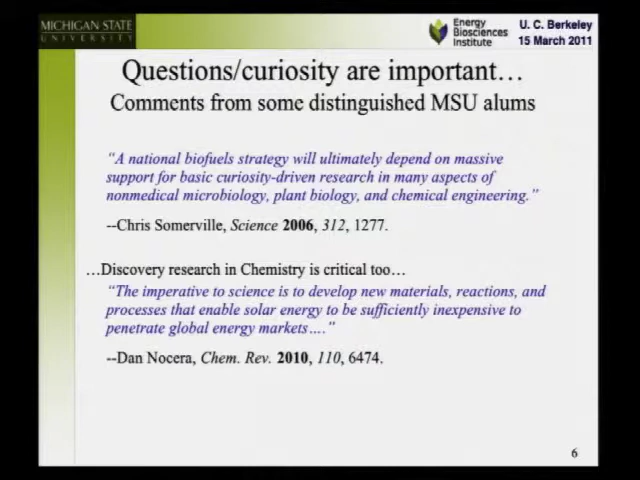 MICHIGAN STATE
UNIVERSITY
Energy
Biosciences
Institute
U. C. Berkeley
15 March 2011
Questions/curiosity are important…
Comments from some distinguished MSU alums
“A national biofuels strategy will ultimately depend on massive
support for basic curiosity-driven research in many aspects of
nonmedical microbiology, plant biology, and chemical engineering.”
--Chris Somerville, Science 2006, 312, 1277.
…Discovery research in Chemistry is critical too…
“The imperative to science is to develop new materials, reactions, and
processes that enable solar energy to be sufficiently inexpensive to
penetrate global energy markets….”
--Dan Nocera, Chem. Rev. 2010, 110, 6474.
6